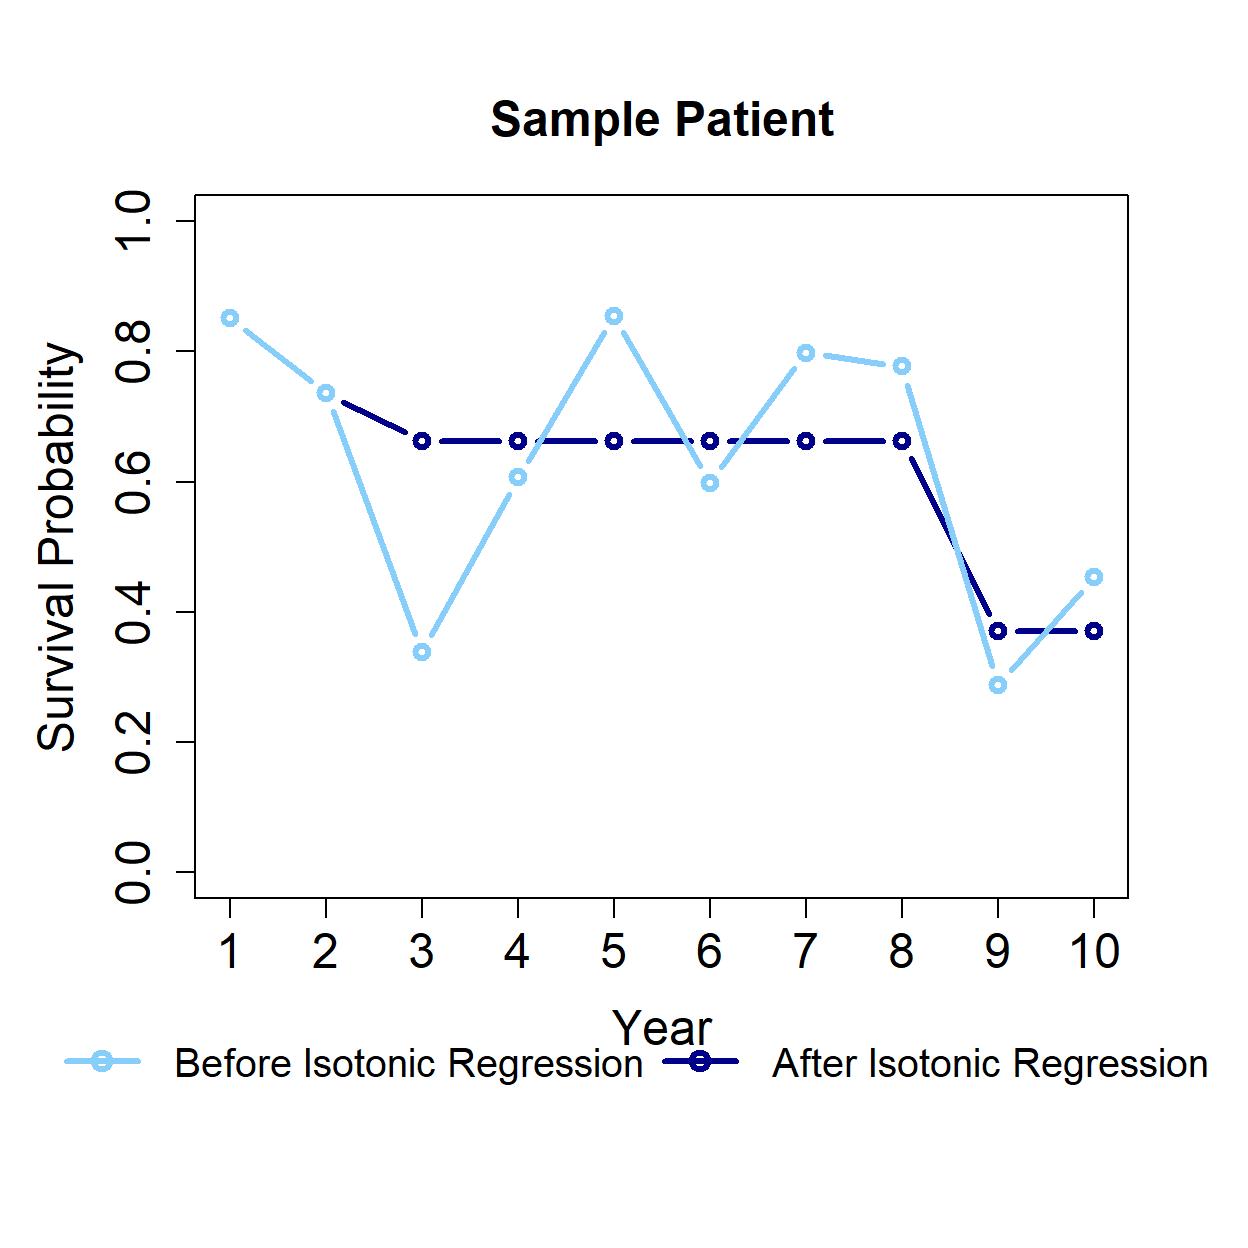 Sample Patient
Survival Probability
1.0
0.8
0.6
0.4
0.2
0.0
1 2 3 4 5 6 7 8 9 10
Year
Before Isotonic Regression After Isotonic Regression